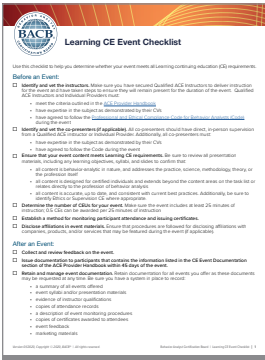 BACB
Learning CE Event Checklist
Use this checklist to help you determine whether your event meets all Learning continuing education (CE) requirements.
Before an Event:
Identify and vet the instructors. Make sure you have secured Qualified ACE Instructors to deliver instruction
for the event and have taken steps to ensure they will remain present for the duration of the event. Qualified
ACE Instructors and Individual Providers must:
• meet the criteria outlined in the ACE Provider Handbook
• have expertise in the subject as demonstrated by their CVs
• have agreed to follow the Professional and Ethical Compliance Code for Behavior Analysts (Code)
during the event
Identify and vet the co-presenters (if applicable). All co-presenters should have direct, in-person supervision
from a Qualified ACE Instructor or Individual Provider. Additionally, all co-presenters must:
• have expertise in the subject as demonstrated by their CVs
• have agreed to follow the Code during the event
Ensure that your event content meets Learning CE requirements. Be sure to review all presentation
materials, including any learning objectives, syllabi, and slides to confirm that:
• all content is behavior analytic in nature, and addresses the practice, science, methodology, theory, or
the profession itself
• all content is designed for certified individuals and extends beyond the content areas on the task list or
relates directly to the profession of behavior analysis
• all content is accurate, up to date, and consistent with current best practices. Additionally, be sure to
identify Ethics or Supervision CE where appropriate
Determine the number of CEUs for your event. Make sure the event includes at least 25 minutes of
instruction; 0.5 CEUs can be awarded per 25 minutes of instruction
Establish a method for monitoring participant attendance and issuing certificates.
Disclose affiliations in event materials. Ensure that procedures are followed for disclosing affiliations with
companies, products, and/or services that may be featured during the event (if applicable).
After an Event:
Collect and review feedback on the event.
Issue documentation to participants that contains the information listed in the CE Event Documentation
section of the ACE Provider Handbook within 45 days of the event.
Retain and manage event documentation. Retain documentation for all events you offer as these documents
may be requested at any time. Be sure you have a system in place to record:
• a summary of all events offered
• event syllabi and/or presentation materials
• evidence of instructor qualifications
• copies of attendance records
• a description of event monitoring procedures
• copies of certificates awarded to attendees
• event feedback
• marketing materials